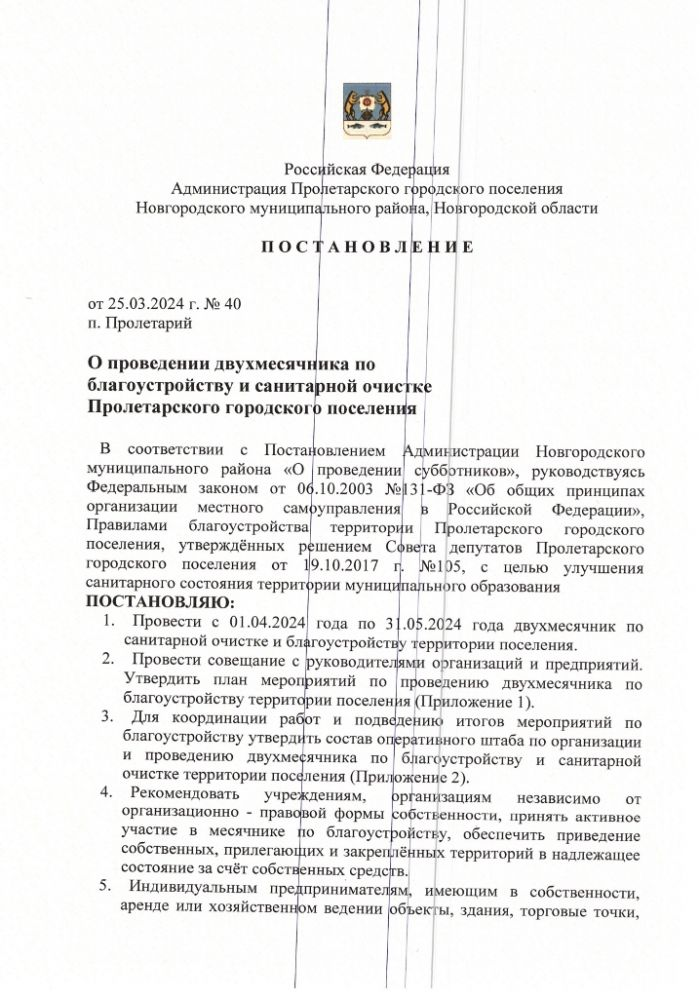 Российская Федерация
Администрация Пролетарского городского поселения
Новгородского муниципального района, Новгородской области
ПОСТАНОВЛЕНИЕ
от 25.03.2024 г. № 40
п. Пролетарий
О проведении двухмесячника по
благоустройству и санитарной очистке
Пролетарского городского поселения
В соответствии с Постановлением Администрации Новгородского
муниципального района «О проведении субботников», руководствуясь
Федеральным законом от 06.10.2003 №131-ФЗ «Об общих принципах
организации местного самоуправления в Российской Федерации»,
Правилами благоустройства территории Пролетарского городского
поселения, утверждённых решением Совета депутатов Пролетарского
городского поселения от 19.10.2017 г. №105, с целью улучшения
санитарного состояния территории муниципального образования
ПОСТАНОВЛЯЮ:
1. Провести с 01.04.2024 года по 31.05.2024 года двухмесячник по
санитарной очистке и благоустройству территории поселения.
2. Провести совещание с руководителями организаций и предприятий.
Утвердить план мероприятий по проведению двухмесячника по
благоустройству территории поселения (Приложение 1).
3. Для координации работ и подведению итогов мероприятий по
благоустройству утвердить состав оперативного штаба по организации
и проведению двухмесячника по благоустройству и санитарной
очистке территории поселения (Приложение 2).
4. Рекомендовать учреждениям, организациям независимо от
организационно - правовой формы собственности, принять активное
участие в месячнике по благоустройству, обеспечить приведение
собственных, прилегающих и закреплённых территорий в надлежащее
состояние за счёт собственных средств.
5. Индивидуальным предпринимателям, имеющим в собственности,
аренде или хозяйственном ведении объекты, здания, торговые точки,